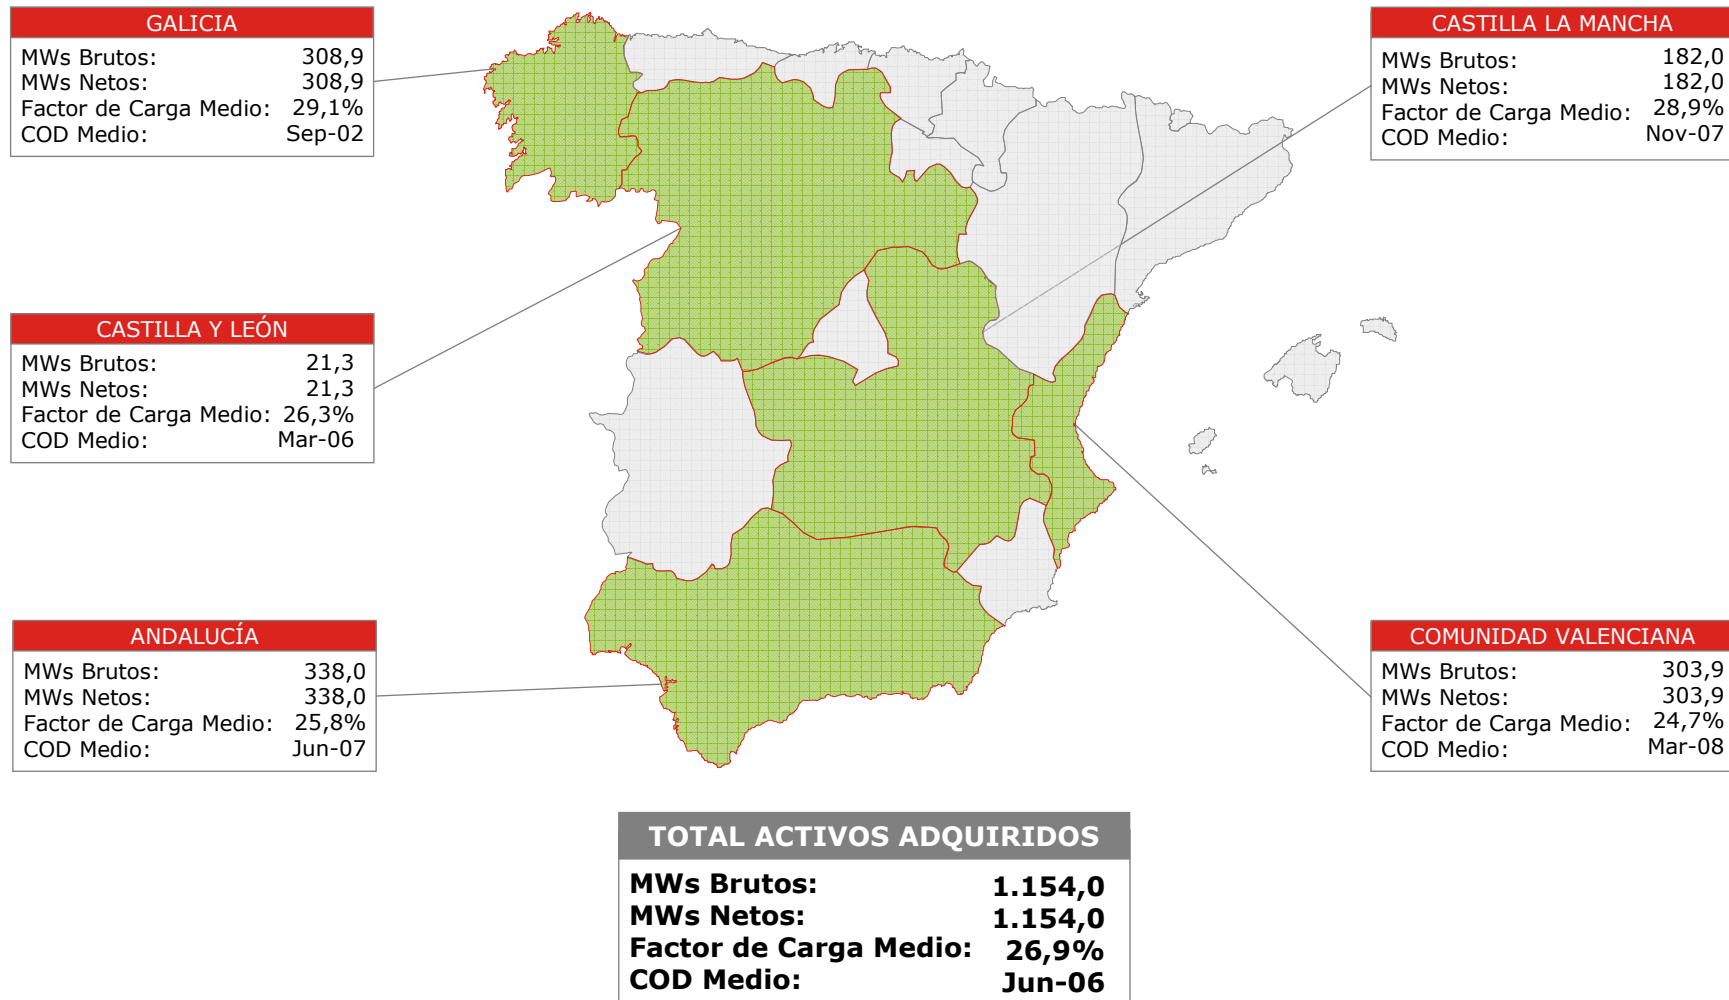 GALICIA
MWs Brutos: 308,9
MWs Netos: 308,9
Factor de Carga Medio: 29,1%
COD Medio: Sep-02
CASTILLA LA MANCHA
MWs Brutos: 182,0
MWs Netos: 182,0
Factor de Carga Medio: 28,9%
COD Medio: Nov-07
CASTILLA Y LEÓN
MWs Brutos: 21,3
MWs Netos: 21,3
Factor de Carga Medio: 26,3%
COD Medio: Mar-06
ANDALUCÍA
MWs Brutos: 338,0
MWs Netos: 338,0
Factor de Carga Medio: 25,8%
COD Medio: Jun-07
COMUNIDAD VALENCIANA
MWs Brutos: 303,9
MWs Netos: 303,9
Factor de Carga Medio: 24,7%
COD Medio: Mar-08
TOTAL ACTIVOS ADQUIRIDOS
MWs Brutos: 1.154,0
MWs Netos: 1.154,0
Factor de Carga Medio: 26,9%
COD Medio: Jun-06